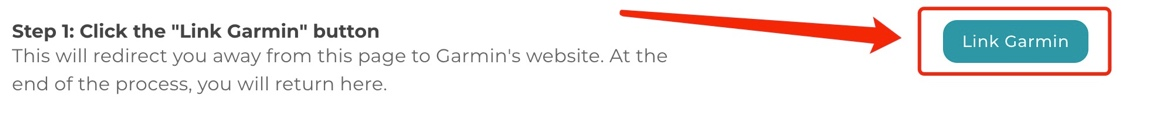 Step 1: Click the "Link Garmin" button
This will redirect you away from this page to Garmin's website. At the
end of the process, you will return here.
Link Garmin